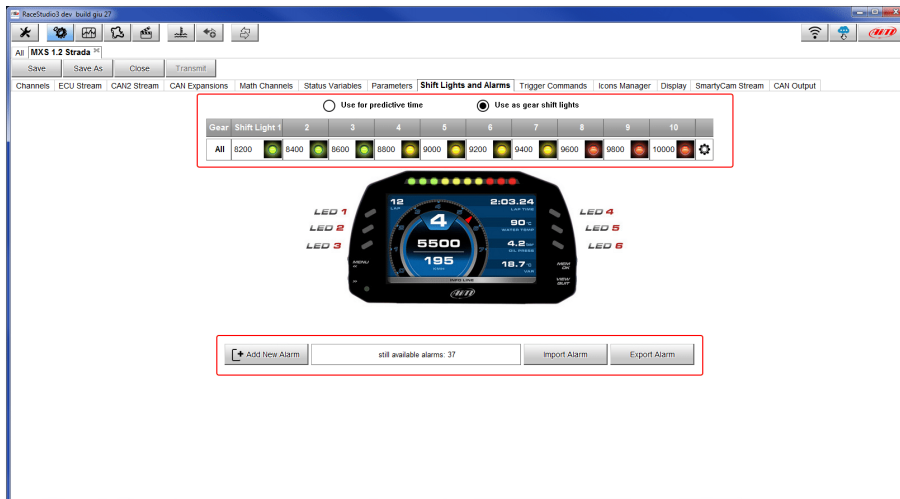 RaceStudio3 dev build giu 27
All MXS 1.2 Strada
Save Save As Close Transmit
Channels ECU Stream CAN2 Stream CAN Expansions Math Channels Status Variables Parameters Shift Lights and Alarms Trigger Commands Icons Manager Display SmartyCam Stream CAN Output
Use for predictive time Use as gear shift lights
Gear Shift Light 1 2 3 4 5 6 7 8 9 10
All 8200 8400 8600 8800 9000 9200 9400 9600 9800 10000
12 2:03.24
LAP LAP TIME
LED 1 LED 4
4 90 °C
WATER TEMP
LED 2 LED 5
5500 4.2 bar
OIL PRESS
LED 3 LED 6
195 18.7 °C
MENU MEM
<< OK
>> VIEW
QUIT
INFO LINE
AiM
Add New Alarm still available alarms: 37 Import Alarm Export Alarm